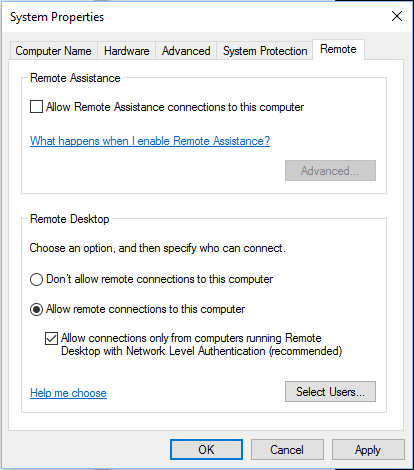 System Properties
Computer Name
Hardware
Advanced
System Protection
Remote
Remote Assistance
Allow Remote Assistance connections to this computer
What happens when I enable Remote Assistance?
Advanced...
Remote Desktop
Choose an option, and then specify who can connect.
Don't allow remote connections to this computer
Allow remote connections to this computer
Allow connections only from computers running Remote
Desktop with Network Level Authentication (recommended)
Help me choose
Select Users...
OK
Cancel
Apply